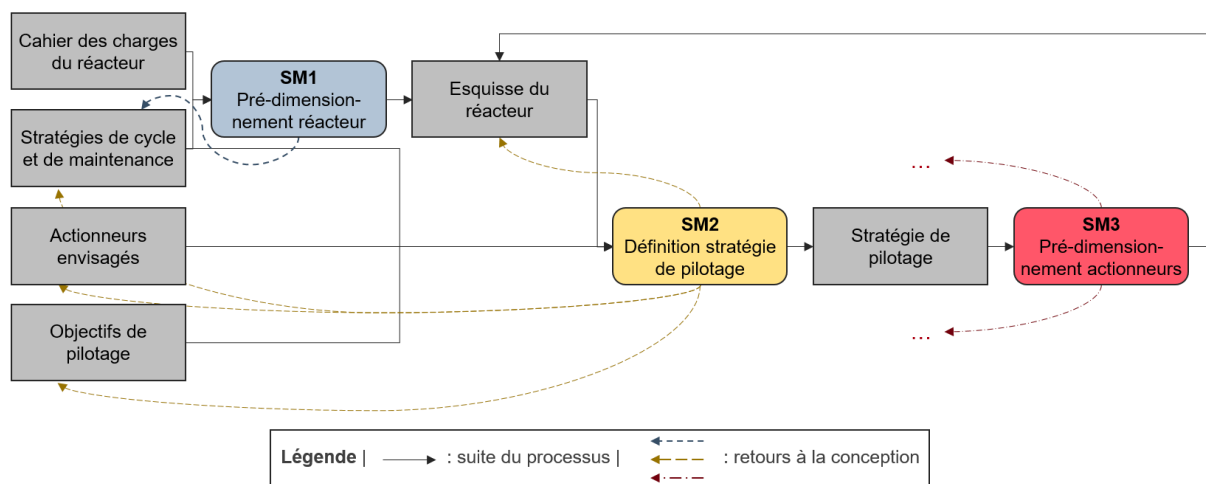 Cahier des charges
du réacteur
SM1
Pré-dimension-
nement réacteur
Esquisse du
réacteur
Stratégies de cycle
et de maintenance
...
Actionneurs
envisagés
SM2
Définition stratégie
de pilotage
Stratégie de
pilotage
SM3
Pré-dimension-
nement actionneurs
...
Objectifs de
pilotage
Légende | : suite du processus | : retours à la conception